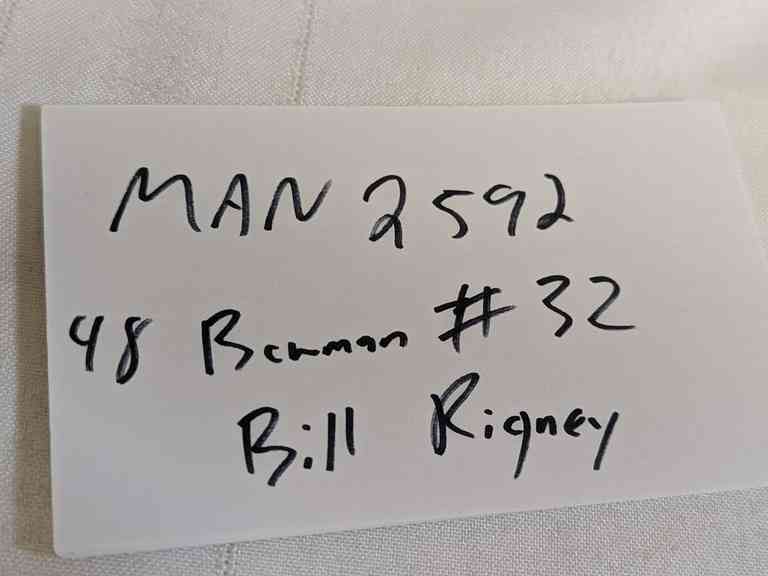 MAN 2592
48 Bowman #32
Bill Rigney